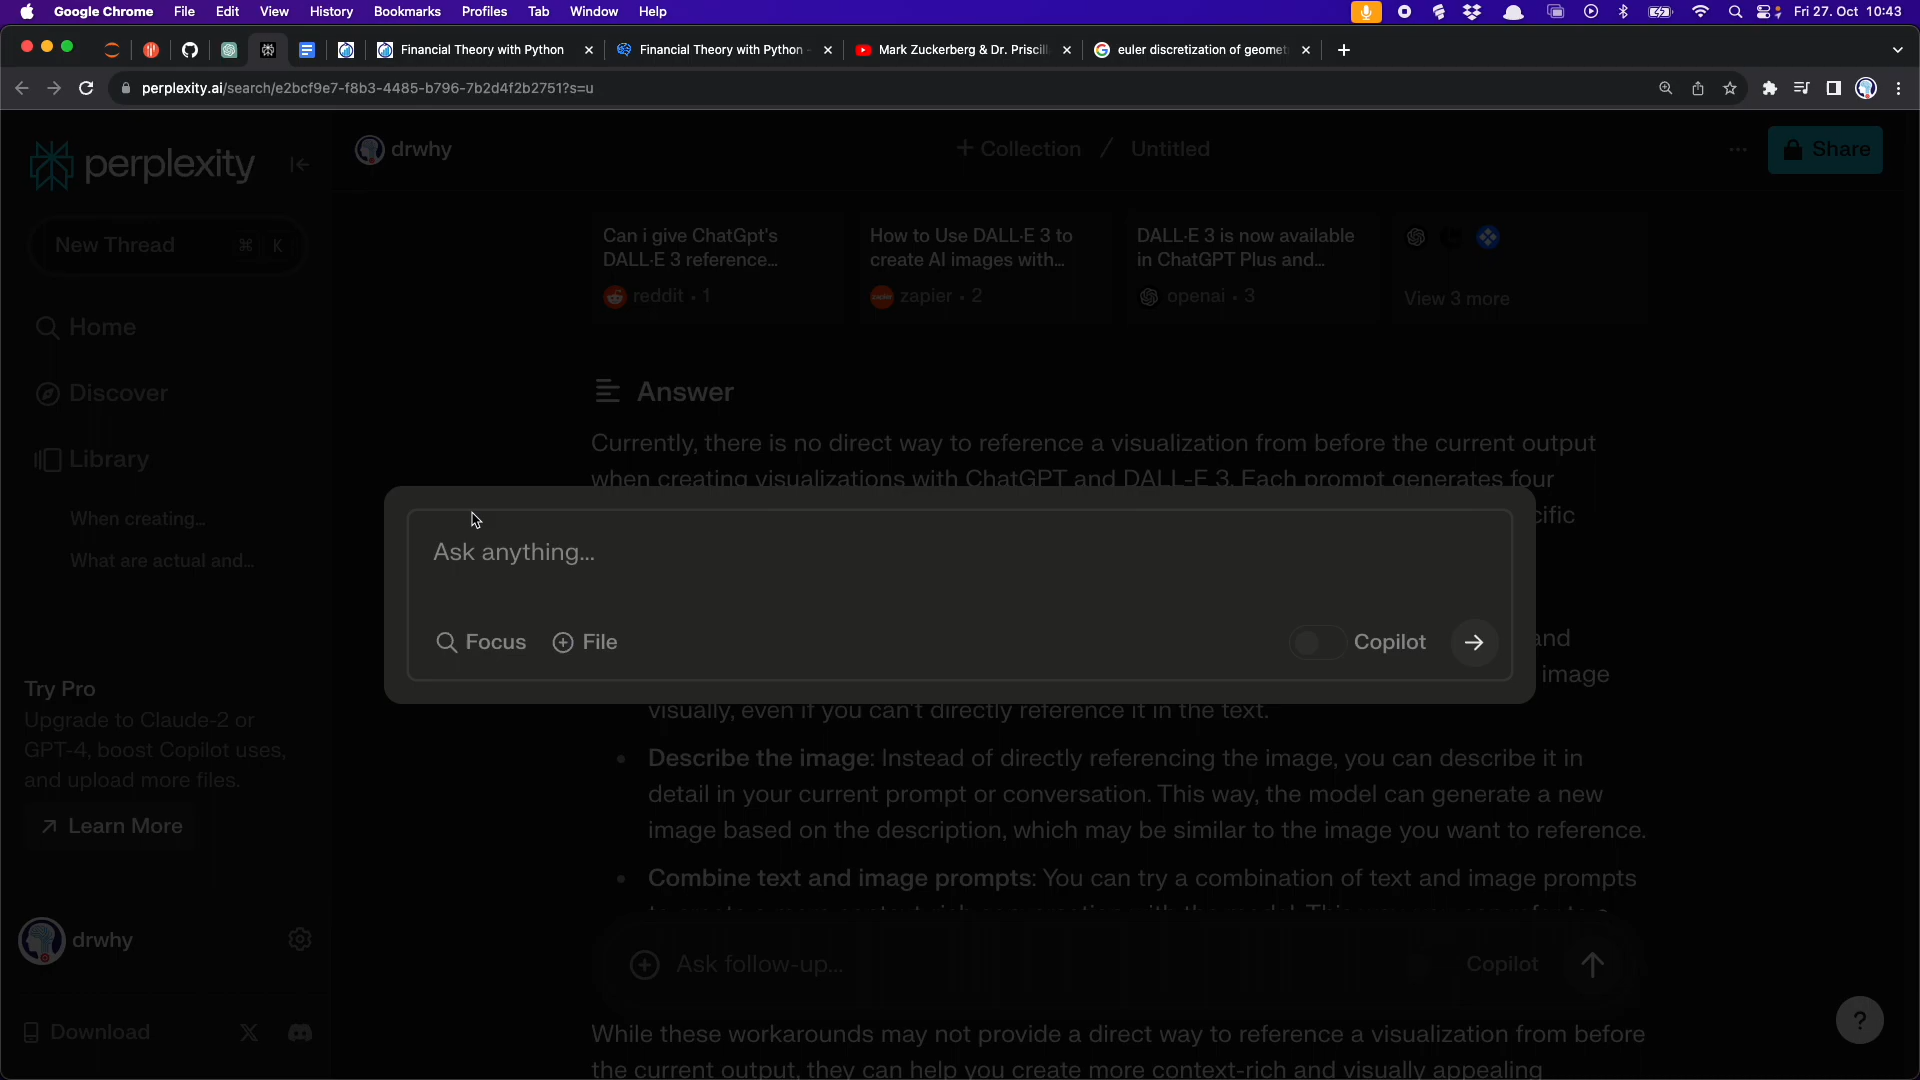 Google Chrome File Edit View History Bookmarks Profiles Tab Window Help Fri 27. Oct 10:43
Financial Theory with Python Financial Theory with Python - Mark Zuckerberg & Dr. Priscill euler discretization of geomet
perplexity.ai/search/e2bcf9e7-f8b3-4485-b796-7b2d4f2b2751?s=u
perplexity
drwhy
+ Collection / Untitled
Share
New Thread ⌘ K
Home
Discover
Library
When creating...
What are actual and...
Try Pro
Upgrade to Claude-2 or
GPT-4, boost Copilot uses,
and upload more files.
Learn More
drwhy
Download
Can i give ChatGpt's
DALL·E 3 reference...
reddit · 1
How to Use DALL·E 3 to
create AI images with...
zapier · 2
DALL·E 3 is now available
in ChatGPT Plus and...
openai · 3
View 3 more
Answer
Currently, there is no direct way to reference a visualization from before the current output
when creating visualizations with ChatGPT and DALL-E 3. Each prompt generates four
cific
Ask anything...
Focus File Copilot
and
image
visually, even if you can't directly reference it in the text.
• Describe the image: Instead of directly referencing the image, you can describe it in
detail in your current prompt or conversation. This way, the model can generate a new
image based on the description, which may be similar to the image you want to reference.
• Combine text and image prompts: You can try a combination of text and image prompts
Ask follow-up... Copilot
?
While these workarounds may not provide a direct way to reference a visualization from before
the current output, they can help you create more context-rich and visually appealing